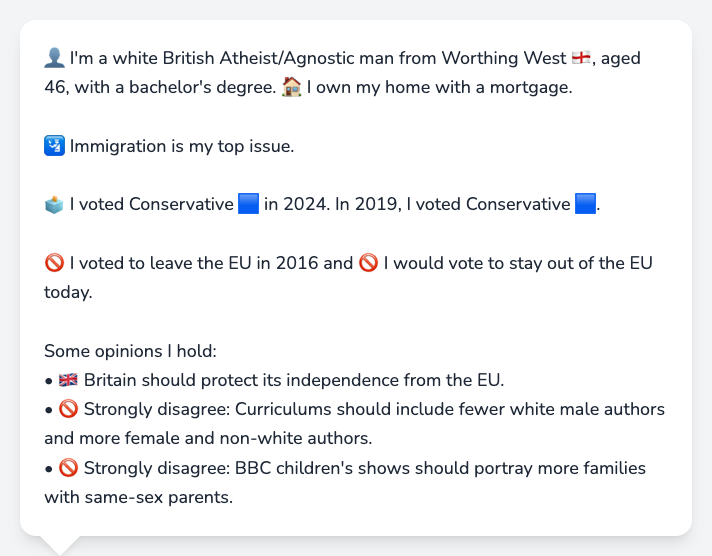 👤 I'm a white British Atheist/Agnostic man from Worthing West 🏴󠁧󠁢󠁥󠁮󠁧󠁿, aged
46, with a bachelor's degree. 🏠 I own my home with a mortgage.
🛂 Immigration is my top issue.
🗳️ I voted Conservative 🟦 in 2024. In 2019, I voted Conservative 🟦.
🚫 I voted to leave the EU in 2016 and 🚫 I would vote to stay out of the EU
today.
Some opinions I hold:
• 🇬🇧 Britain should protect its independence from the EU.
• 🚫 Strongly disagree: Curriculums should include fewer white male authors
and more female and non-white authors.
• 🚫 Strongly disagree: BBC children's shows should portray more families
with same-sex parents.